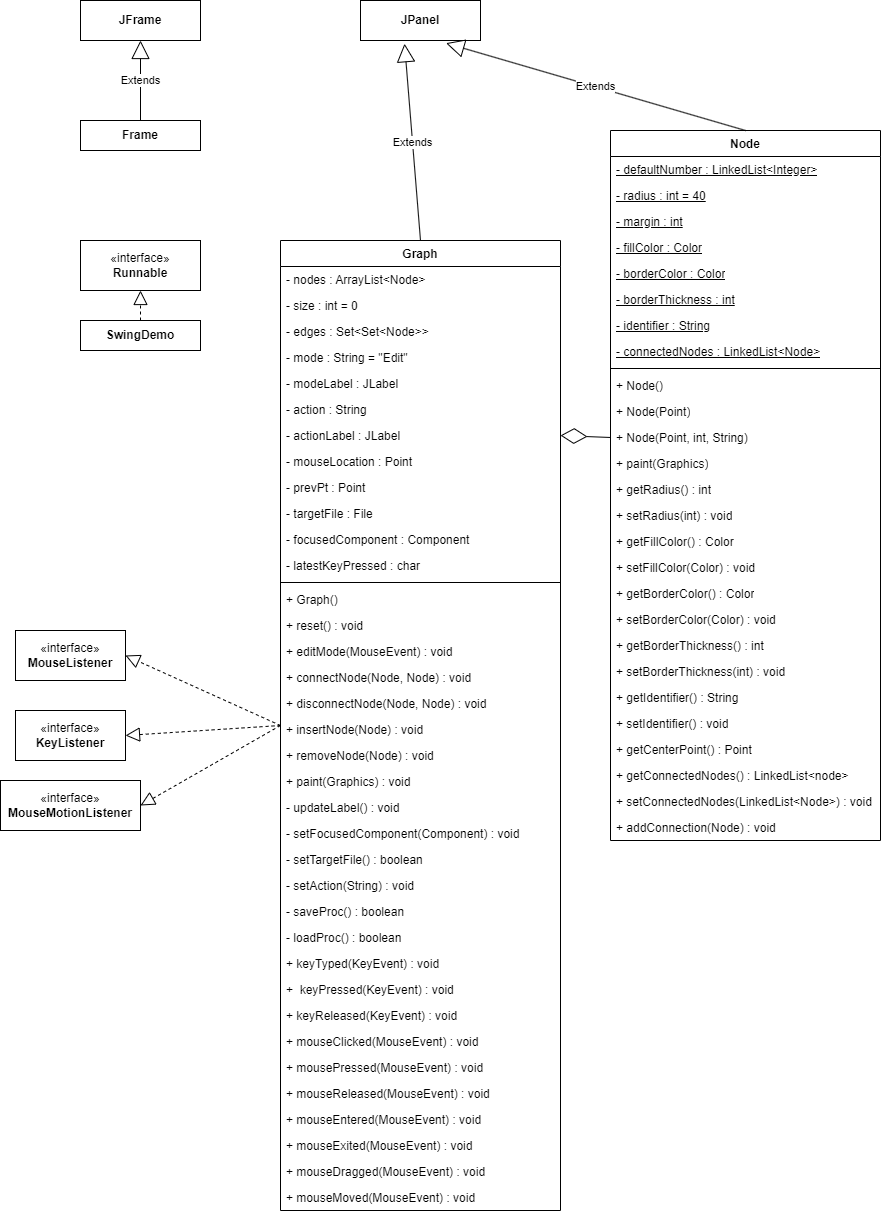 JFrame
Extends
Frame
JPanel
Extends
Extends
«interface»
Runnable
SwingDemo
Node
- defaultNumber : LinkedList<Integer>
- radius : int = 40
- margin : int
- fillColor : Color
- borderColor : Color
- borderThickness : int
- identifier : String
- connectedNodes : LinkedList<Node>
+ Node()
+ Node(Point)
+ Node(Point, int, String)
+ paint(Graphics)
+ getRadius() : int
+ setRadius(int) : void
+ getFillColor() : Color
+ setFillColor(Color) : void
+ getBorderColor() : Color
+ setBorderColor(Color) : void
+ getBorderThickness() : int
+ setBorderThickness(int) : void
+ getIdentifier() : String
+ setIdentifier() : void
+ getCenterPoint() : Point
+ getConnectedNodes() : LinkedList<node>
+ setConnectedNodes(LinkedList<Node>) : void
+ addConnection(Node) : void
Graph
- nodes : ArrayList<Node>
- size : int = 0
- edges : Set<Set<Node>>
- mode : String = "Edit"
- modeLabel : JLabel
- action : String
- actionLabel : JLabel
- mouseLocation : Point
- prevPt : Point
- targetFile : File
- focusedComponent : Component
- latestKeyPressed : char
+ Graph()
+ reset() : void
+ editMode(MouseEvent) : void
+ connectNode(Node, Node) : void
+ disconnectNode(Node, Node) : void
+ insertNode(Node) : void
+ removeNode(Node) : void
+ paint(Graphics) : void
- updateLabel() : void
- setFocusedComponent(Component) : void
- setTargetFile() : boolean
- setAction(String) : void
- saveProc() : boolean
- loadProc() : boolean
+ keyTyped(KeyEvent) : void
+  keyPressed(KeyEvent) : void
+ keyReleased(KeyEvent) : void
+ mouseClicked(MouseEvent) : void
+ mousePressed(MouseEvent) : void
+ mouseReleased(MouseEvent) : void
+ mouseEntered(MouseEvent) : void
+ mouseExited(MouseEvent) : void
+ mouseDragged(MouseEvent) : void
+ mouseMoved(MouseEvent) : void
«interface»
MouseListener
«interface»
KeyListener
«interface»
MouseMotionListener